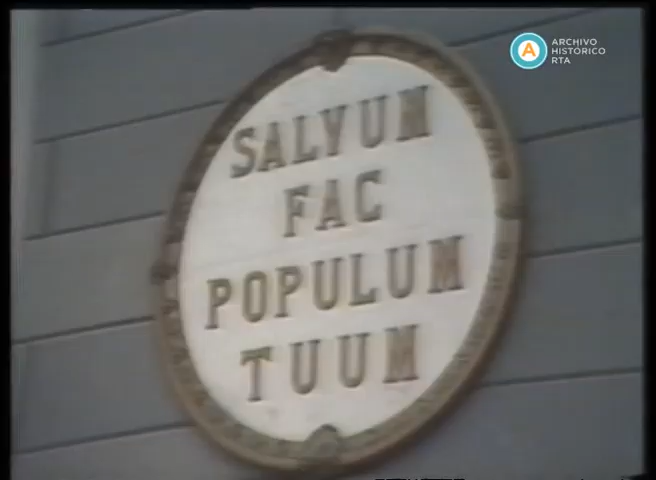 ARCHIVO
HISTÓRICO
RTA
SALVUM
FAC
POPULUM
TUUM